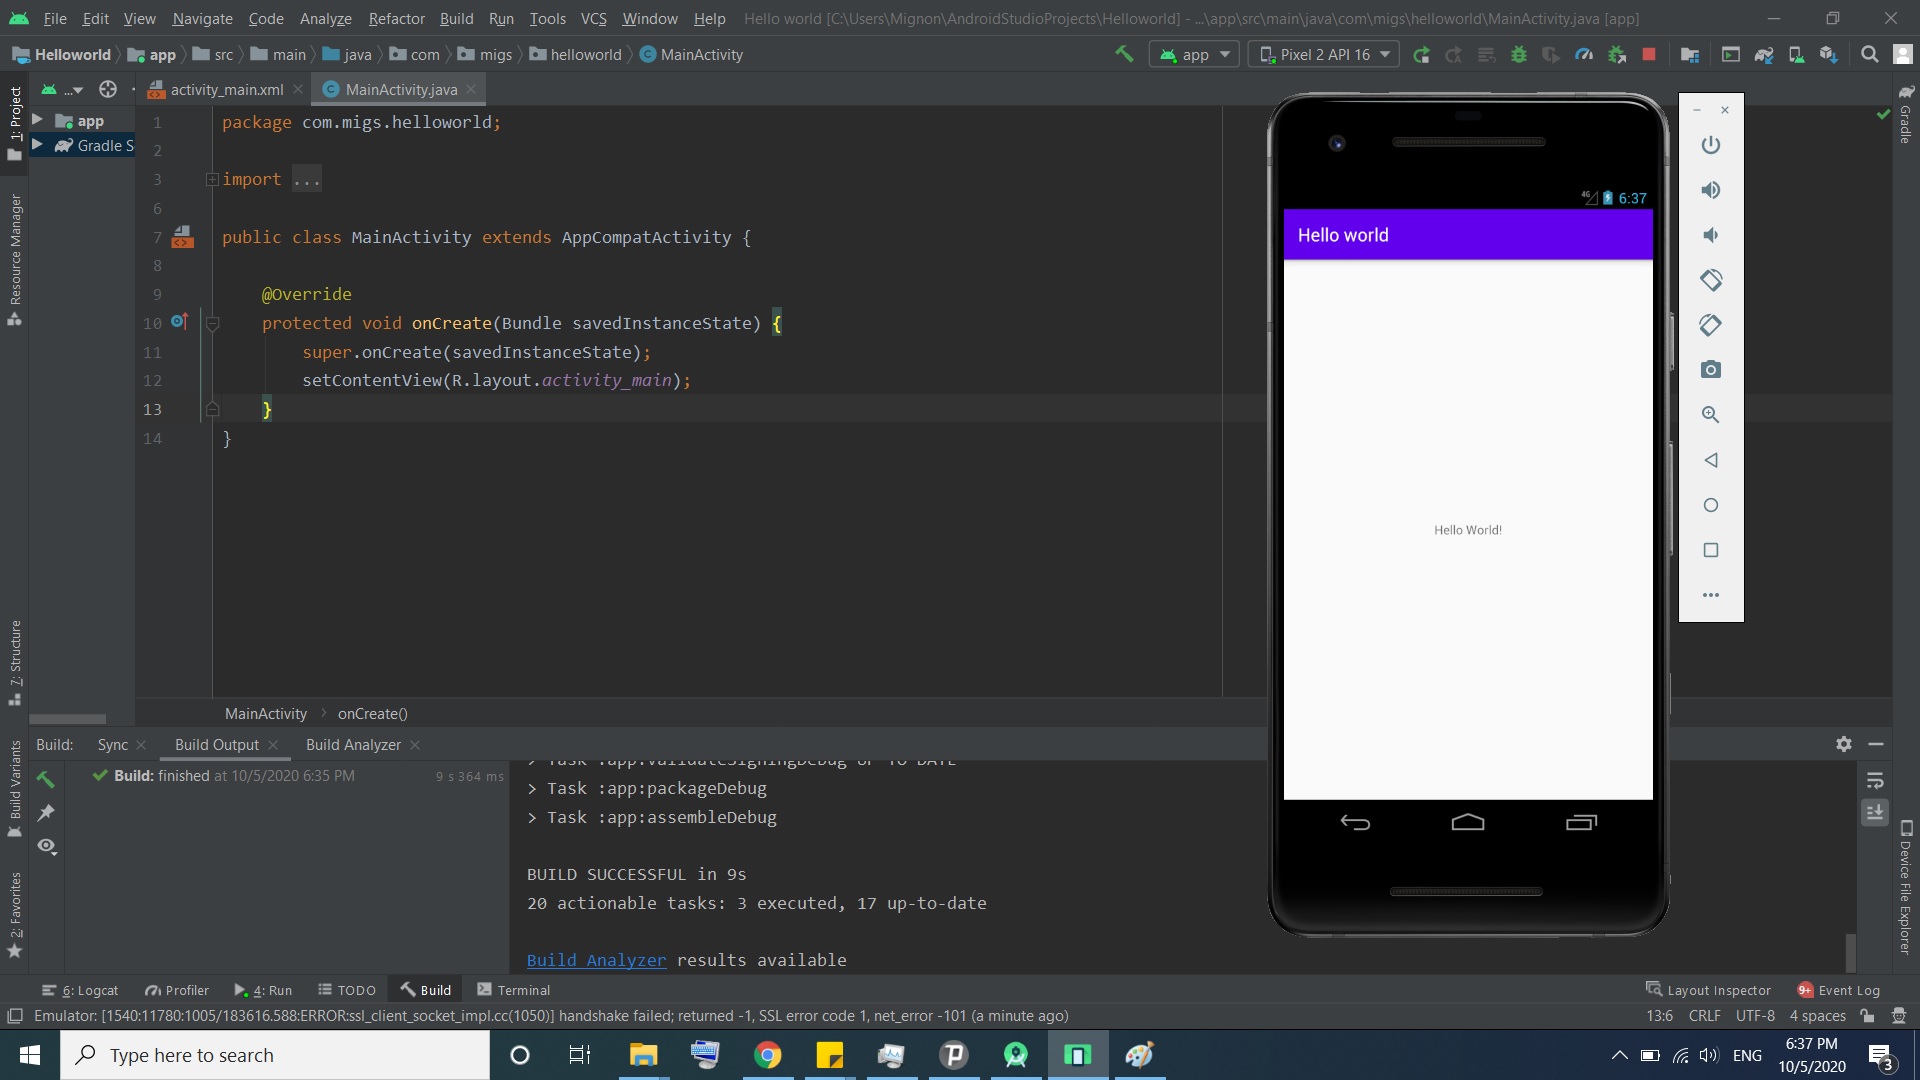 File Edit View Navigate Code Analyze Refactor Build Run Tools VCS Window Help Hello world [C:\Users\Mignon\AndroidStudioProjects\Helloworld] - ...\app\src\main\java\com\migs\helloworld\MainActivity.java [app]
Helloworld app src main java com migs helloworld MainActivity app Pixel 2 API 16
... activity_main.xml MainActivity.java
1: Project
app
Gradle S
Resource Manager
7: Structure
Build Variants
2: Favorites
1 package com.migs.helloworld;
2
3 import ...
6
7 public class MainActivity extends AppCompatActivity {
8
9 @Override
10 protected void onCreate(Bundle savedInstanceState) {
11 super.onCreate(savedInstanceState);
12 setContentView(R.layout.activity_main);
13 }
14 }
MainActivity onCreate()
4G 6:37
Hello world
Hello World!
Gradle
Device File Explorer
Build: Sync Build Output Build Analyzer
Build: finished at 10/5/2020 6:35 PM 9 s 364 ms
> Task :app:validateSigningDebug UP-TO-DATE
> Task :app:packageDebug
> Task :app:assembleDebug
BUILD SUCCESSFUL in 9s
20 actionable tasks: 3 executed, 17 up-to-date
Build Analyzer results available
6: Logcat Profiler 4: Run TODO Build Terminal Layout Inspector 9+ Event Log
Emulator: [1540:11780:1005/183616.588:ERROR:ssl_client_socket_impl.cc(1050)] handshake failed; returned -1, SSL error code 1, net_error -101 (a minute ago) 13:6 CRLF UTF-8 4 spaces
Type here to search ENG 6:37 PM
10/5/2020 3